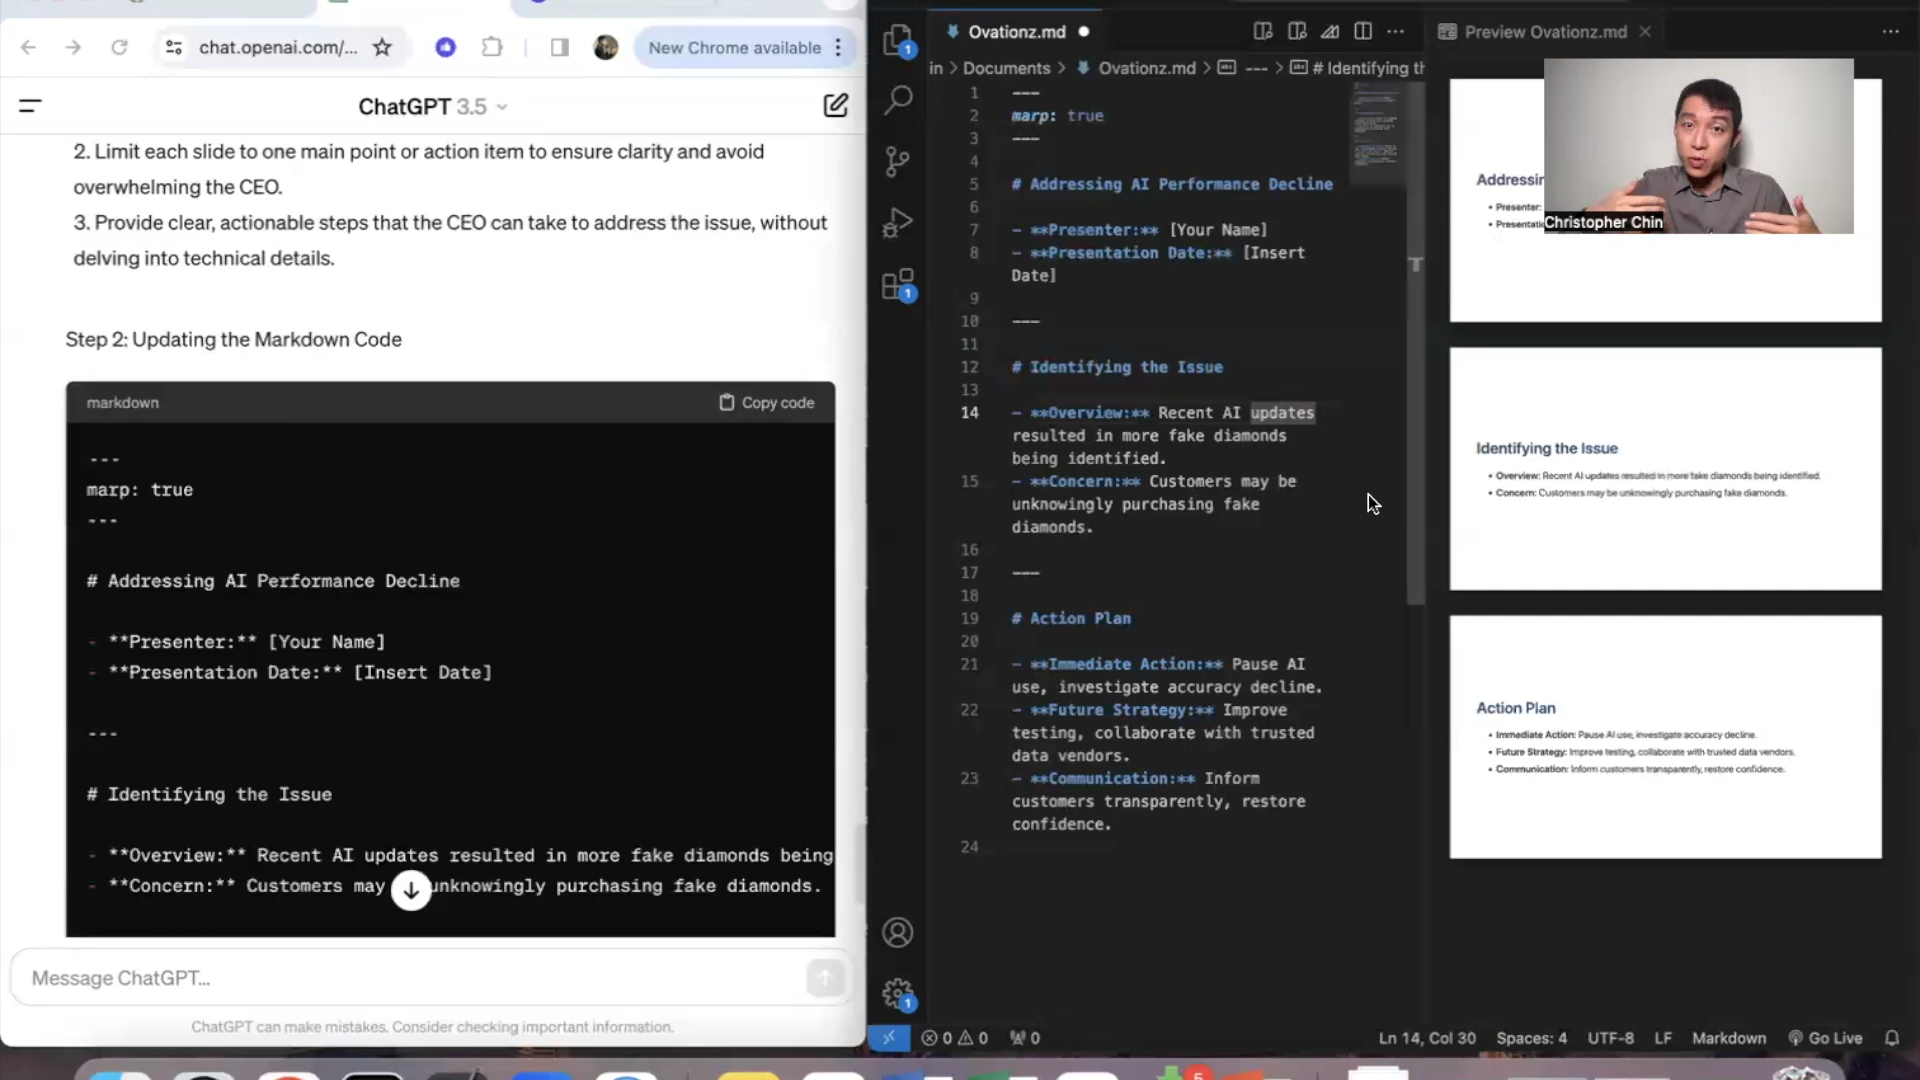 chat.openai.com/...
New Chrome available
ChatGPT 3.5
2. Limit each slide to one main point or action item to ensure clarity and avoid
overwhelming the CEO.
3. Provide clear, actionable steps that the CEO can take to address the issue, without
delving into technical details.
Step 2: Updating the Markdown Code
markdown
Copy code
---
marp: true
---
# Addressing AI Performance Decline
- **Presenter:** [Your Name]
- **Presentation Date:** [Insert Date]
---
# Identifying the Issue
- **Overview:** Recent AI updates resulted in more fake diamonds being
- **Concern:** Customers may unknowingly purchasing fake diamonds.
Message ChatGPT...
ChatGPT can make mistakes. Consider checking important information.
Ovationz.md
in > Documents > Ovationz.md > --- > # Identifying th
1 ---
2 marp: true
3 ---
4
5 # Addressing AI Performance Decline
6
7 - **Presenter:** [Your Name]
8 - **Presentation Date:** [Insert
Date]
9
10 ---
11
12 # Identifying the Issue
13
14 - **Overview:** Recent AI updates
resulted in more fake diamonds
being identified.
15 - **Concern:** Customers may be
unknowingly purchasing fake
diamonds.
16
17 ---
18
19 # Action Plan
20
21 - **Immediate Action:** Pause AI
use, investigate accuracy decline.
22 - **Future Strategy:** Improve
testing, collaborate with trusted
data vendors.
23 - **Communication:** Inform
customers transparently, restore
confidence.
24
1
1
1
0 0 0
Ln 14, Col 30 Spaces: 4 UTF-8 LF Markdown Go Live
Preview Ovationz.md
Addressin
• Presenter:
• Presentati
Christopher Chin
Identifying the Issue
• Overview: Recent AI updates resulted in more fake diamonds being identified.
• Concern: Customers may be unknowingly purchasing fake diamonds.
Action Plan
• Immediate Action: Pause AI use, investigate accuracy decline.
• Future Strategy: Improve testing, collaborate with trusted data vendors.
• Communication: Inform customers transparently, restore confidence.
5